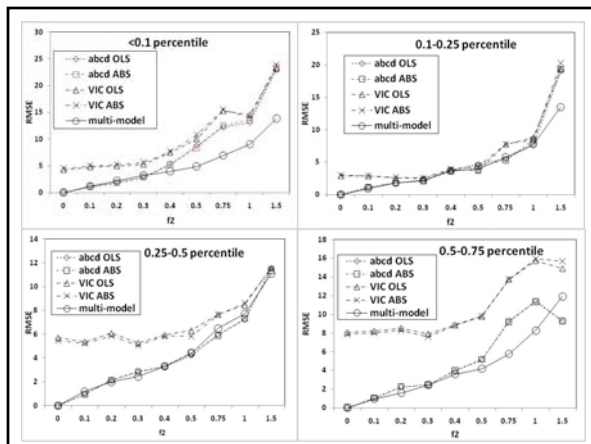 <0.1 percentile
30
25
20
15
10
5
0
RMSE
abcd OLS
abcd ABS
VIC OLS
VIC ABS
multi-model
0 0.1 0.2 0.3 0.4 0.5 0.75 1 1.5
f2
0.1-0.25 percentile
25
20
15
10
5
0
RMSE
abcd OLS
abcd ABS
VIC OLS
VIC ABS
multi-model
0 0.1 0.2 0.3 0.4 0.5 0.75 1 1.5
f2
0.25-0.5 percentile
14
12
10
8
6
4
2
0
RMSE
abcd OLS
abcd ABS
VIC OLS
VIC ABS
multi-model
0 0.1 0.2 0.3 0.4 0.5 0.75 1 1.5
f2
0.5-0.75 percentile
18
16
14
12
10
8
6
4
2
0
RMSE
abcd OLS
abcd ABS
VIC OLS
VIC ABS
multi-model
0 0.1 0.2 0.3 0.4 0.5 0.75 1 1.5
f2